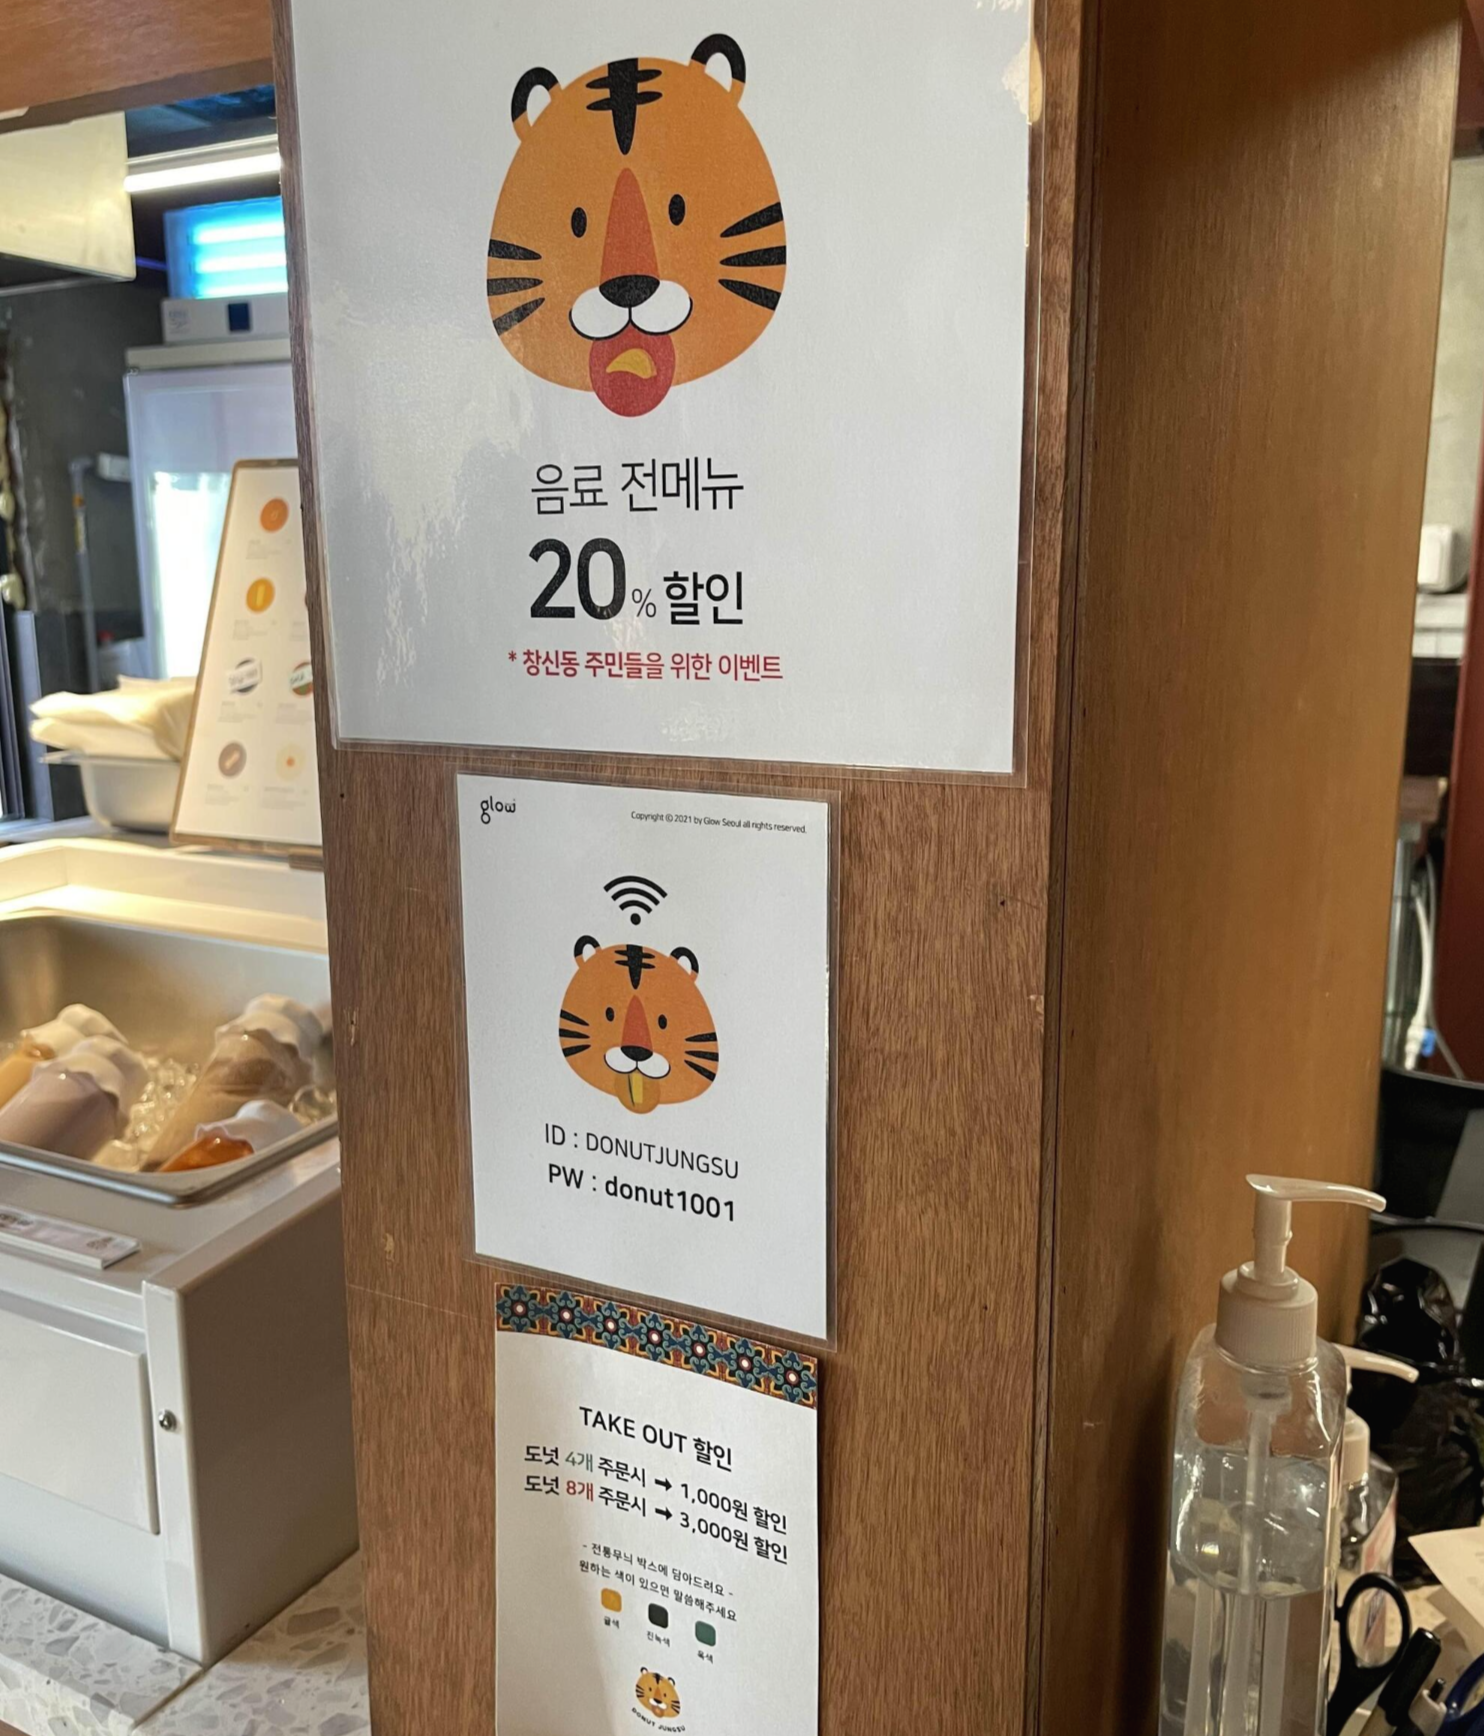 음료 전메뉴
20% 할인
* 창신동 주민들을 위한 이벤트
glow
Copyright ⓒ 2021 by Glow Seoul all rights reserved.
ID : DONUTJUNGSU
PW : donut1001
TAKE OUT 할인
도넛 4개 주문시 → 1,000원 할인
도넛 8개 주문시 → 3,000원 할인
- 전통무늬 박스에 담아드려요 -
원하는 색이 있으면 말씀해주세요
귤색 진녹색 옥색
DONUT JUNGSU